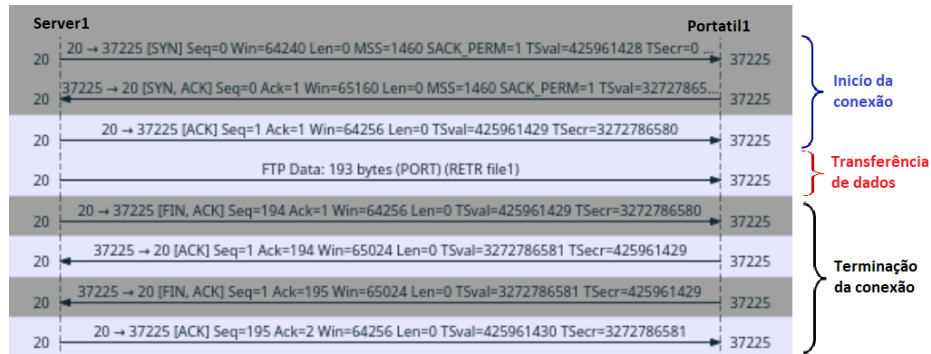 Server1
Portatil1
20 → 37225 [SYN] Seq=0 Win=64240 Len=0 MSS=1460 SACK_PERM=1 TSval=425961428 TSecr=0 ...
20 37225
37225 → 20 [SYN, ACK] Seq=0 Ack=1 Win=65160 Len=0 MSS=1460 SACK_PERM=1 TSval=32727865...
20 37225
20 → 37225 [ACK] Seq=1 Ack=1 Win=64256 Len=0 TSval=425961429 TSecr=3272786580
20 37225
Inicío da
conexão
FTP Data: 193 bytes (PORT) (RETR file1)
20 37225
Transferência
de dados
20 → 37225 [FIN, ACK] Seq=194 Ack=1 Win=64256 Len=0 TSval=425961429 TSecr=3272786580
20 37225
37225 → 20 [ACK] Seq=1 Ack=194 Win=65024 Len=0 TSval=3272786581 TSecr=425961429
20 37225
37225 → 20 [FIN, ACK] Seq=1 Ack=195 Win=65024 Len=0 TSval=3272786581 TSecr=425961429
20 37225
20 → 37225 [ACK] Seq=195 Ack=2 Win=64256 Len=0 TSval=425961430 TSecr=3272786581
20 37225
Terminação
da conexão